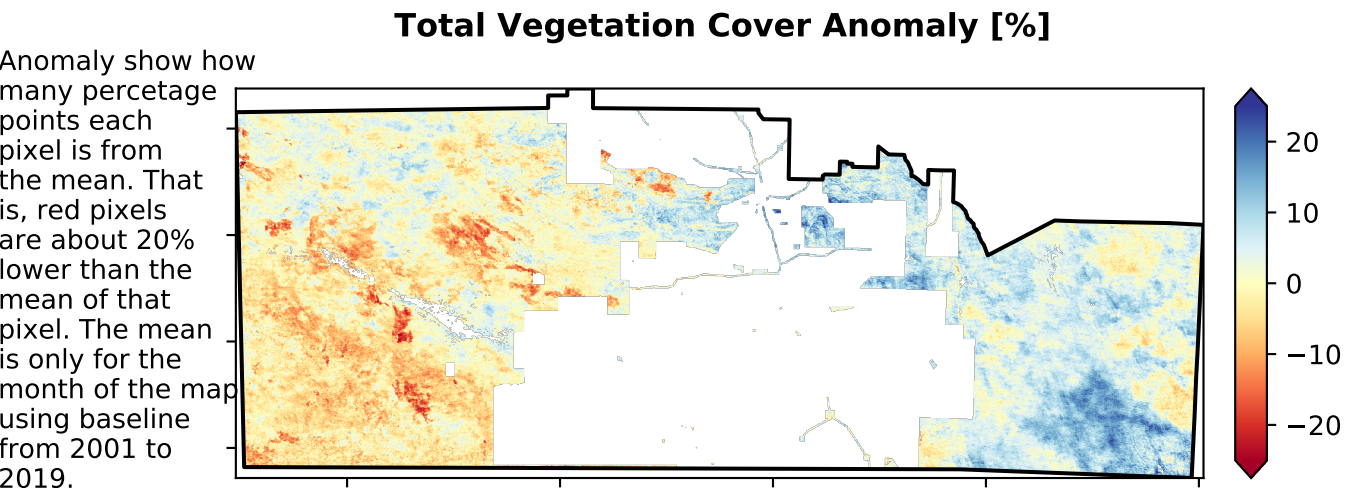 Total Vegetation Cover Anomaly [%]
Anomaly show how
many percetage
points each
pixel is from
the mean. That
is, red pixels
are about 20%
lower than the
mean of that
pixel. The mean
is only for the
month of the map
using baseline
from 2001 to
2019.
20
10
0
−10
−20